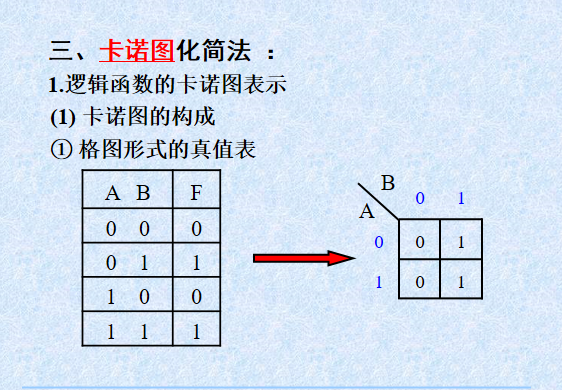 三、卡诺图化简法 ：
1.逻辑函数的卡诺图表示
(1) 卡诺图的构成
① 格图形式的真值表
A B F
0 0 0
0 1 1
1 0 0
1 1 1
B
A
0 1
0 0 1
1 0 1